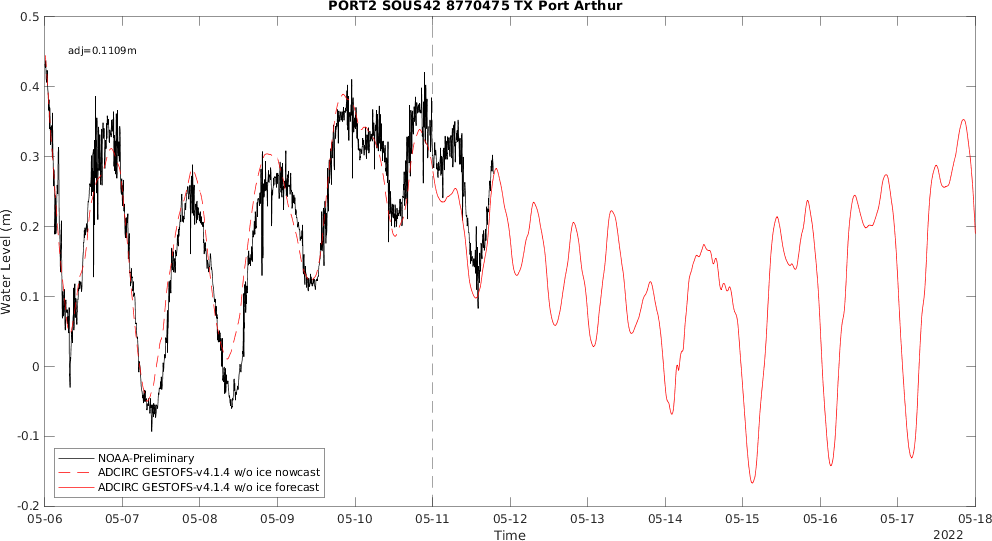 PORT2 SOUS42 8770475 TX Port Arthur
adj=0.1109m
0.5
0.4
0.3
0.2
0.1
0
-0.1
-0.2
Water Level (m)
NOAA-Preliminary
ADCIRC GESTOFS-v4.1.4 w/o ice nowcast
ADCIRC GESTOFS-v4.1.4 w/o ice forecast
05-06 05-07 05-08 05-09 05-10 05-11 05-12 05-13 05-14 05-15 05-16 05-17 05-18
Time
2022